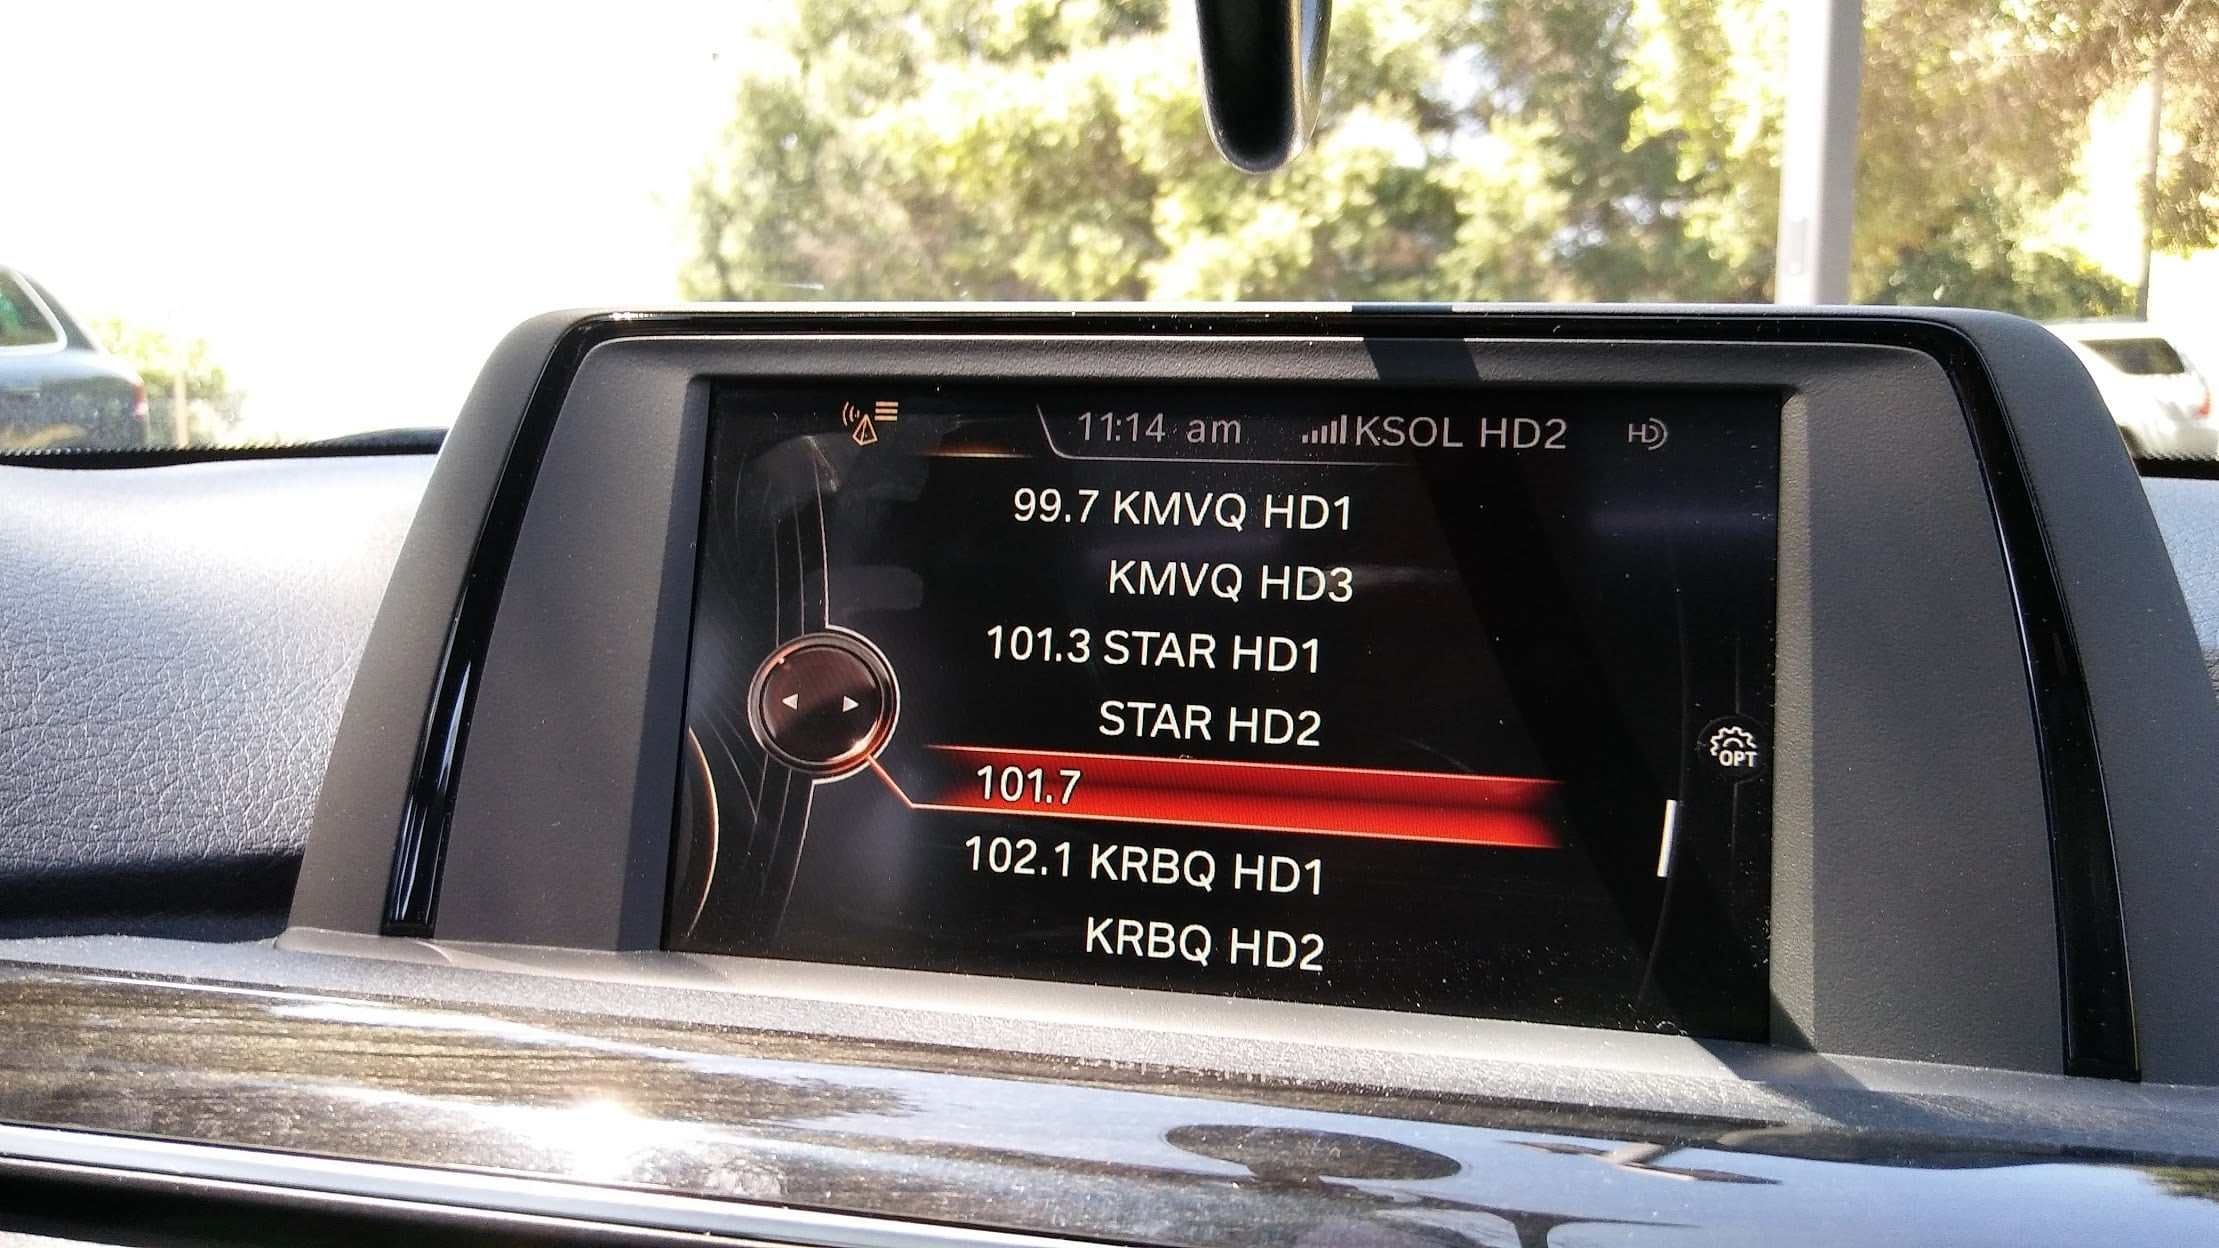 11:14 am KSOL HD2 HD
99.7 KMVQ HD1
KMVQ HD3
101.3 STAR HD1
STAR HD2
101.7
102.1 KRBQ HD1
KRBQ HD2
OPT